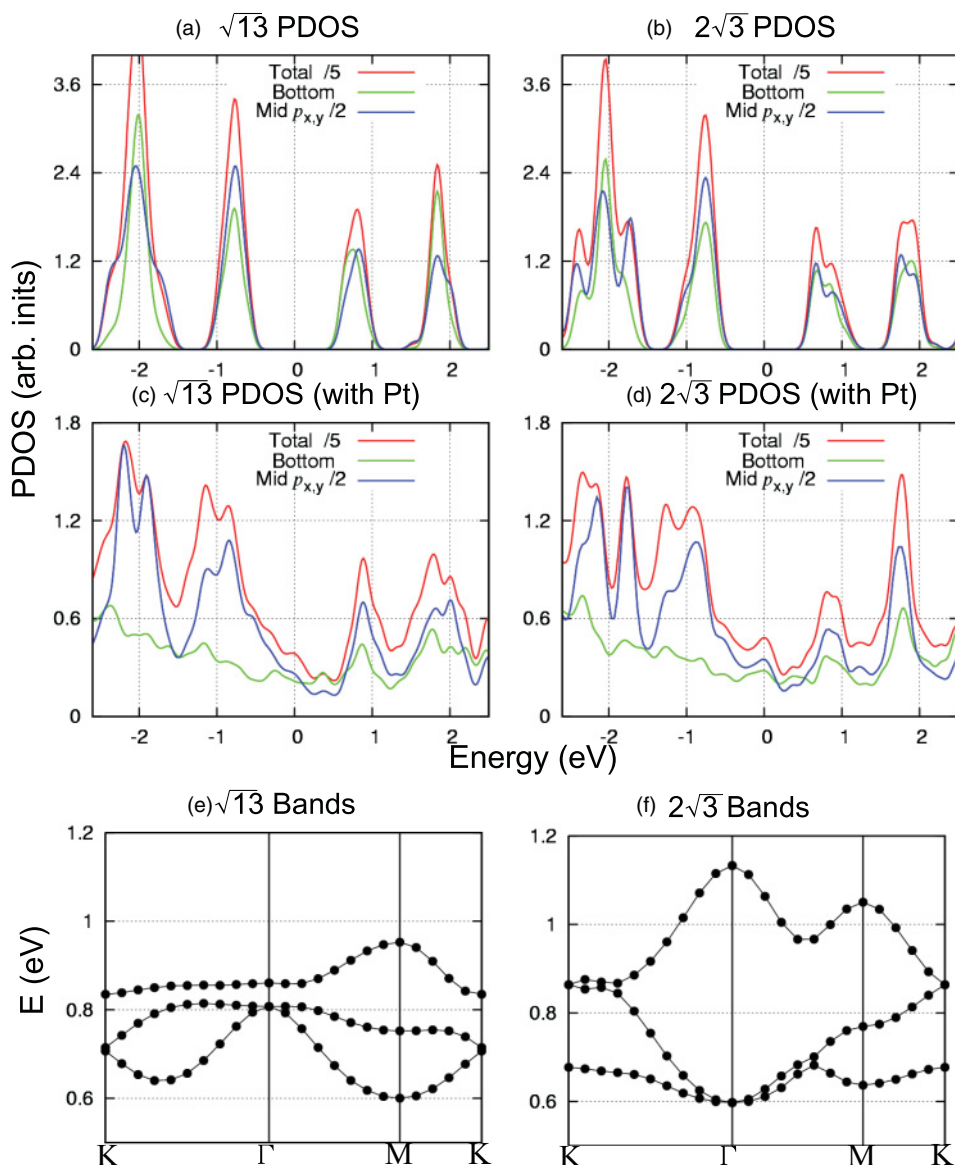 (a) √13 PDOS
(b) 2√3 PDOS
3.6
2.4
1.2
0
Total /5
Bottom
Mid px,y /2
-2 -1 0 1 2
3.6
2.4
1.2
0
Total /5
Bottom
Mid px,y /2
-2 -1 0 1 2
PDOS (arb. inits)
(c) √13 PDOS (with Pt)
(d) 2√3 PDOS (with Pt)
1.8
1.2
0.6
0
Total /5
Bottom
Mid px,y /2
-2 -1 0 1 2
1.8
1.2
0.6
0
Total /5
Bottom
Mid px,y /2
-2 -1 0 1 2
Energy (eV)
(e) √13 Bands
(f) 2√3 Bands
1.2
1
0.8
0.6
K Γ M K
1.2
1
0.8
0.6
K Γ M K
E (eV)